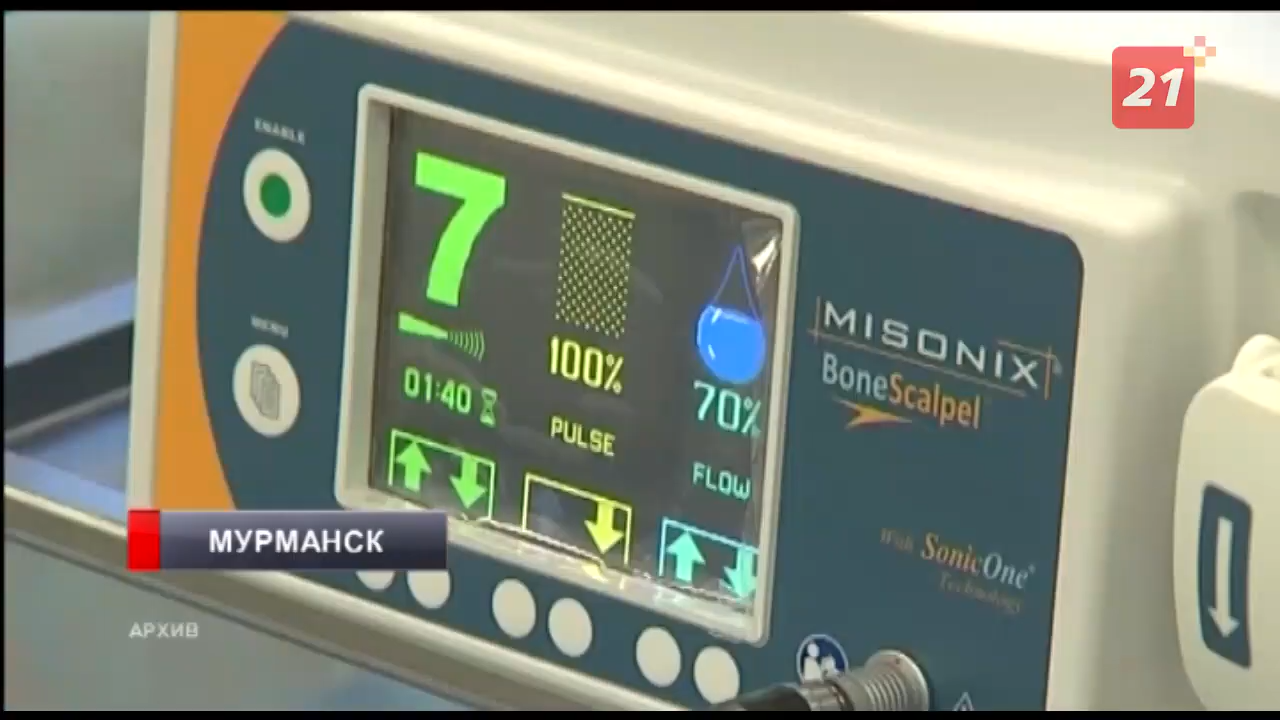 21
ENABLE
7
100%
01:40
70%
PULSE
FLOW
MENU
MISONIX
BoneScalpel
With SonicOne®
Technology
МУРМАНСК
АРХИВ